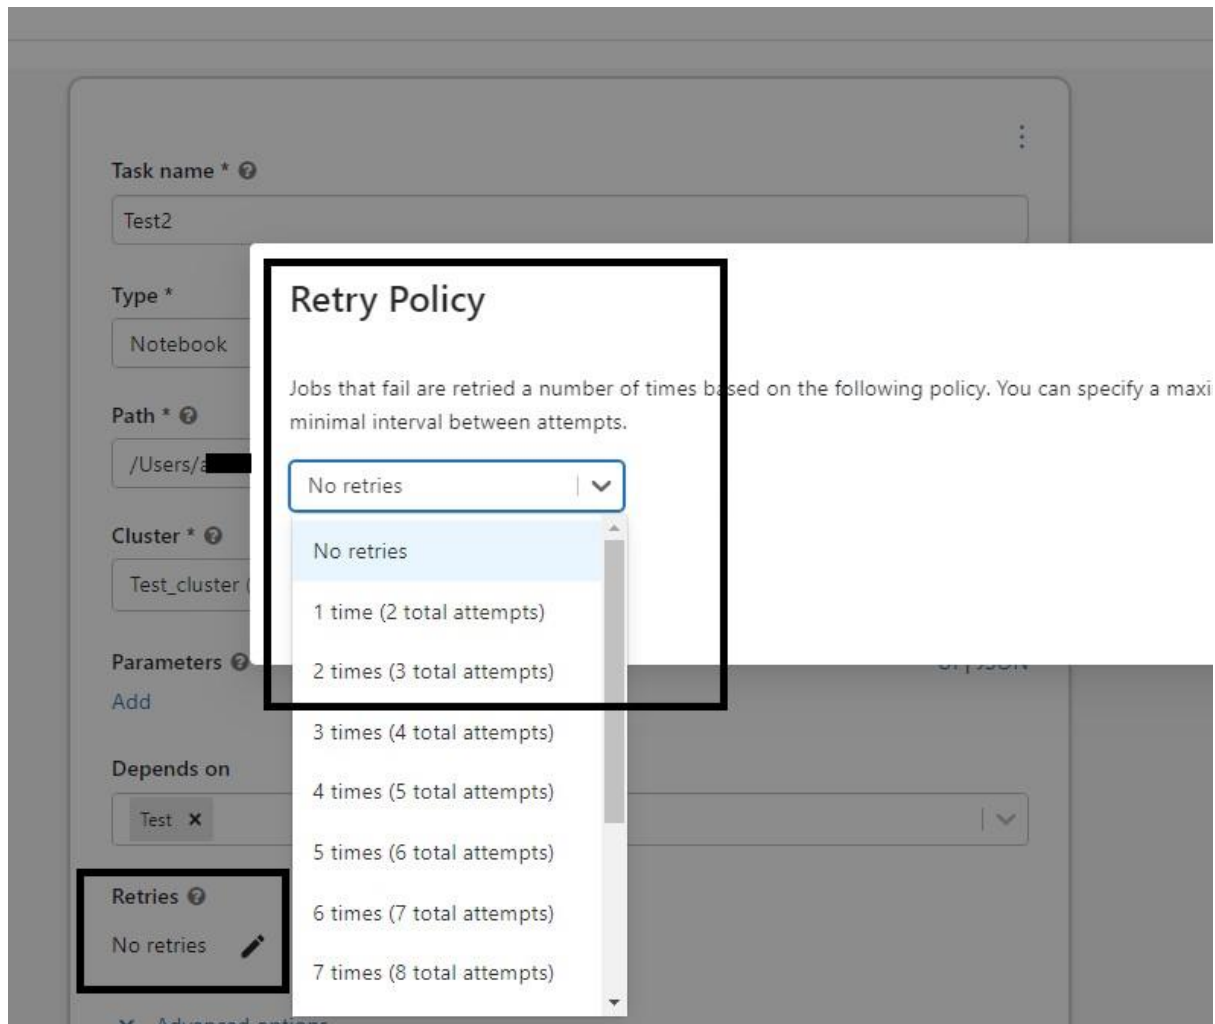 Task name *
Test2
Type *
Notebook
Path *
/Users/a
Cluster *
Test_cluster (
Parameters
Add
Depends on
Test ×
Retries
No retries
Advanced options
Retry Policy
Jobs that fail are retried a number of times based on the following policy. You can specify a maxi
minimal interval between attempts.
No retries
No retries
1 time (2 total attempts)
2 times (3 total attempts)
3 times (4 total attempts)
4 times (5 total attempts)
5 times (6 total attempts)
6 times (7 total attempts)
7 times (8 total attempts)
UI | JSON